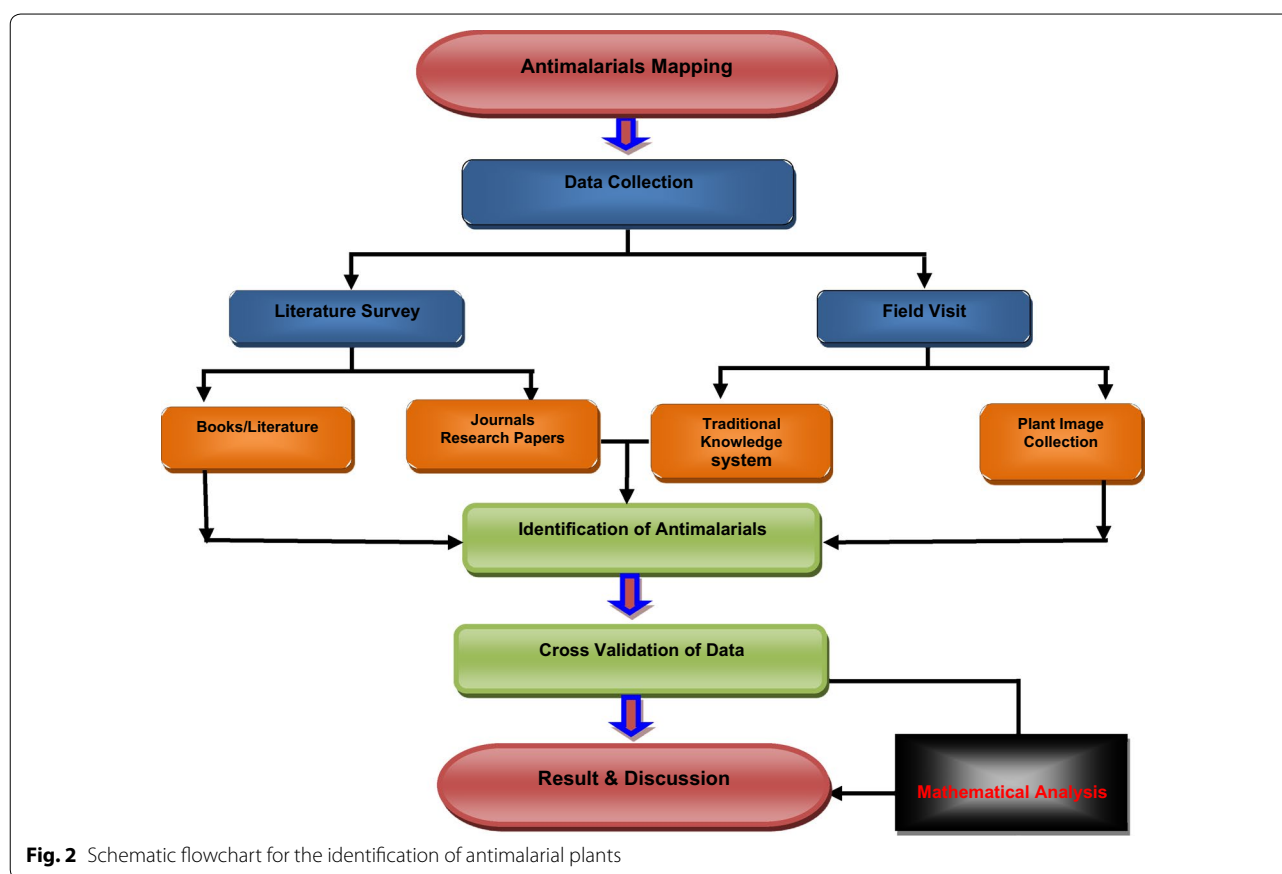 Antimalarials Mapping
Data Collection
Literature Survey
Field Visit
Books/Literature
Journals
Research Papers
Traditional
Knowledge
system
Plant Image
Collection
Identification of Antimalarials
Cross Validation of Data
Result & Discussion
Mathematical Analysis
Fig. 2 Schematic flowchart for the identification of antimalarial plants